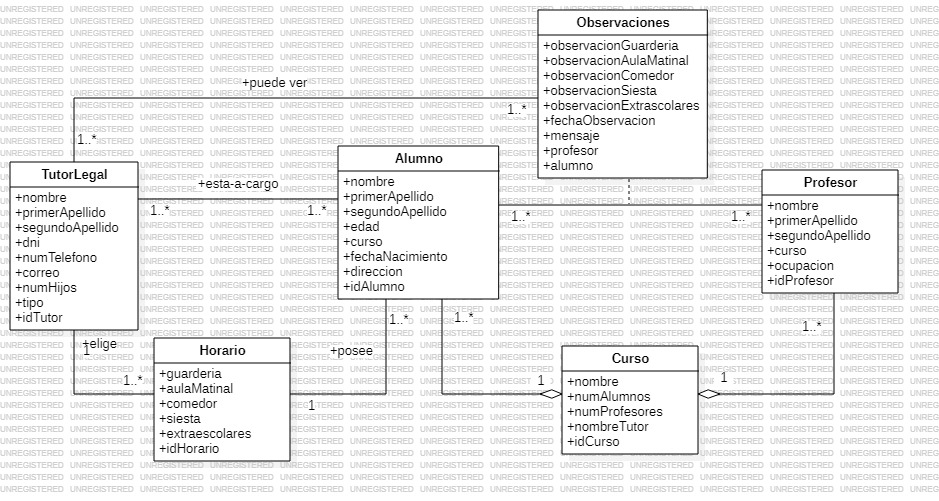 Observaciones
+observacionGuarderia
+observacionAulaMatinal
+observacionComedor
+observacionSiesta
+observacionExtrascolares
+fechaObservacion
+mensaje
+profesor
+alumno
+puede ver
1..*
1..*
TutorLegal
+nombre
+primerApellido
+segundoApellido
+dni
+numTelefono
+correo
+numHijos
+tipo
+idTutor
+esta-a-cargo
1..*
1..*
Alumno
+nombre
+primerApellido
+segundoApellido
+edad
+curso
+fechaNacimiento
+direccion
+idAlumno
1..*
1..*
Profesor
+nombre
+primerApellido
+segundoApellido
+curso
+ocupacion
+idProfesor
+elige
1
1..*
Horario
+guarderia
+aulaMatinal
+comedor
+siesta
+extraescolares
+idHorario
+posee
1..*
1
1..*
1
Curso
+nombre
+numAlumnos
+numProfesores
+nombreTutor
+idCurso
1
1..*
UNREGISTERED